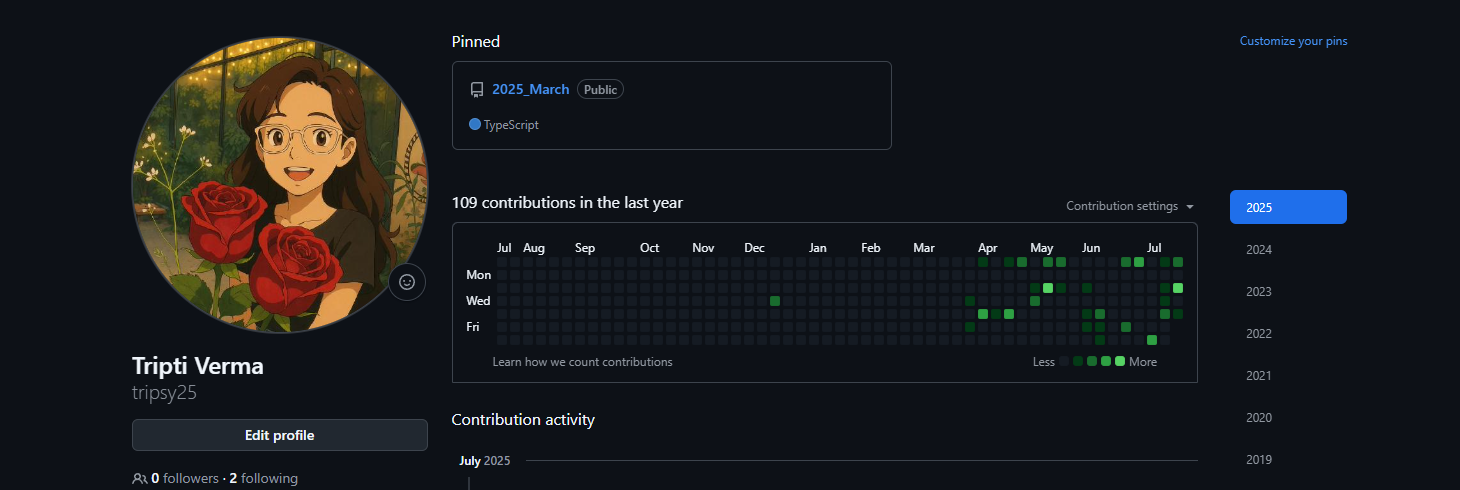 Pinned
Customize your pins
2025_March Public
TypeScript
109 contributions in the last year
Contribution settings
2025
2024
2023
2022
2021
2020
2019
Jul Aug Sep Oct Nov Dec Jan Feb Mar Apr May Jun Jul
Mon
Wed
Fri
Learn how we count contributions
Less More
Tripti Verma
tripsy25
Edit profile
0 followers · 2 following
Contribution activity
July 2025